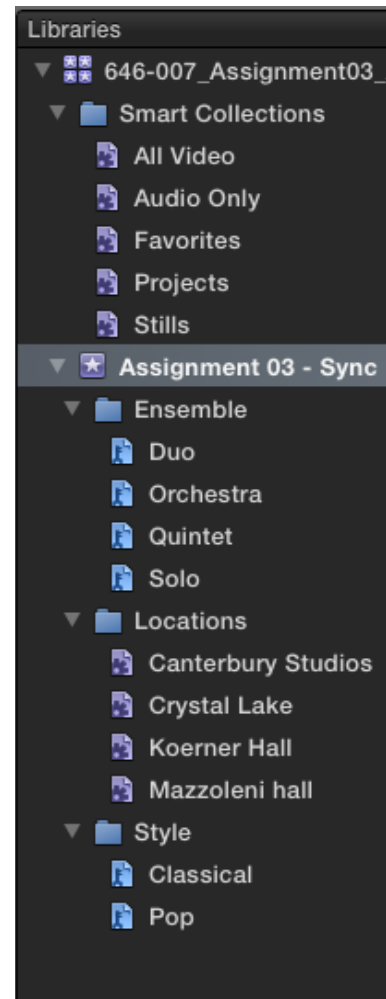 Libraries
646-007_Assignment03_
Smart Collections
All Video
Audio Only
Favorites
Projects
Stills
Assignment 03 - Sync
Ensemble
Duo
Orchestra
Quintet
Solo
Locations
Canterbury Studios
Crystal Lake
Koerner Hall
Mazzoleni hall
Style
Classical
Pop